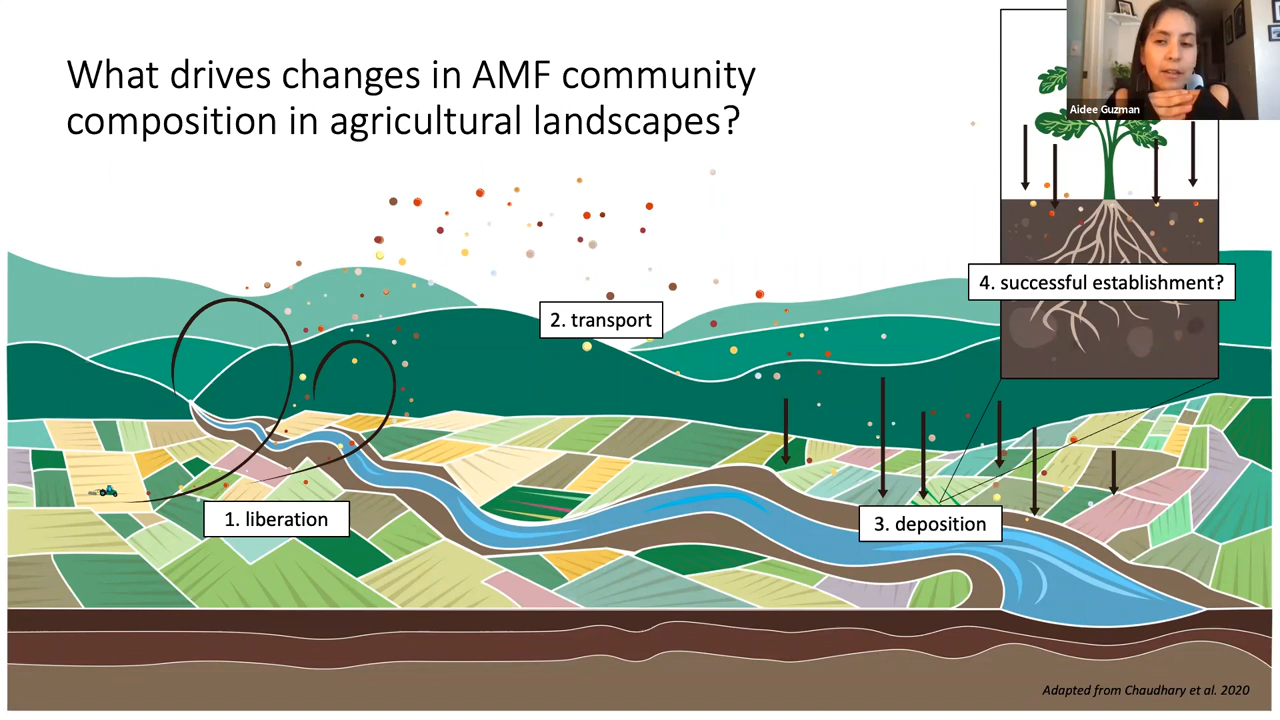 What drives changes in AMF community
composition in agricultural landscapes?
Aidee Guzman
4. successful establishment?
2. transport
1. liberation
3. deposition
Adapted from Chaudhary et al. 2020